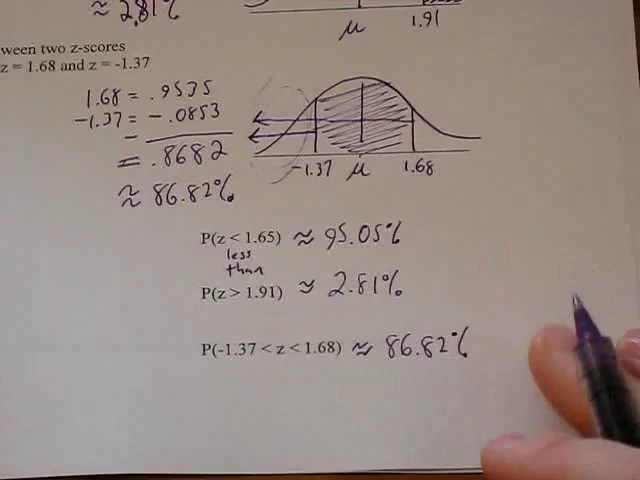 ≈ 2.81%
μ 1.91
ween two z-scores
z = 1.68 and z = -1.37
1.68 = .9535
-1.37 = - .0853
= .8682
≈ 86.82%
-1.37 μ 1.68
P(z < 1.65) ≈ 95.05%
less
than
P(z > 1.91) ≈ 2.81%
P(-1.37 < z < 1.68) ≈ 86.82%